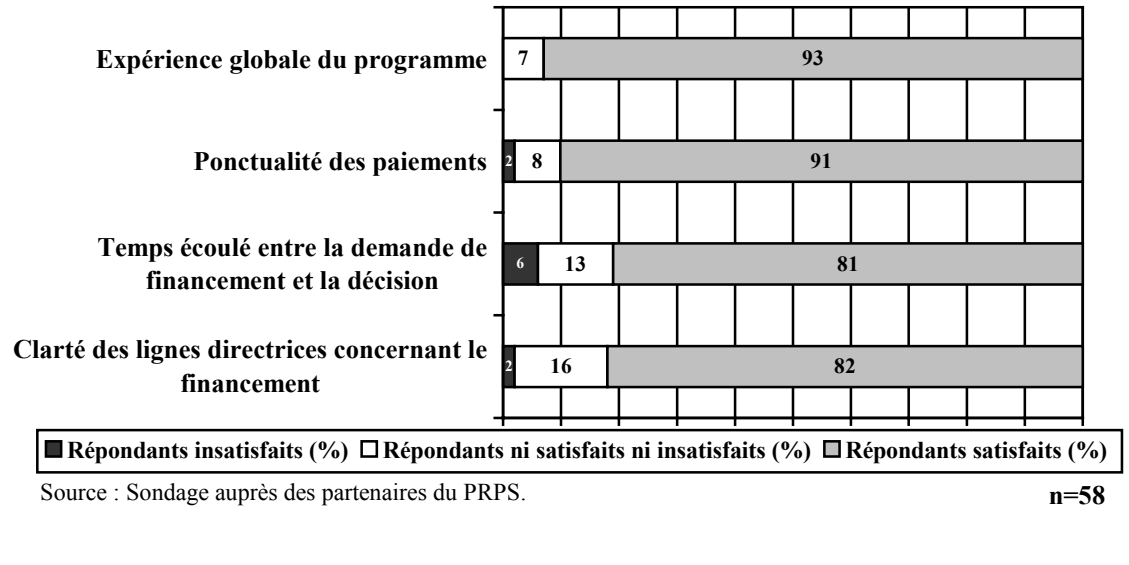 Expérience globale du programme
7 93
Ponctualité des paiements
2 8 91
Temps écoulé entre la demande de
financement et la décision
6 13 81
Clarté des lignes directrices concernant le
financement
2 16 82
Répondants insatisfaits (%) Répondants ni satisfaits ni insatisfaits (%) Répondants satisfaits (%)
Source : Sondage auprès des partenaires du PRPS.
n=58